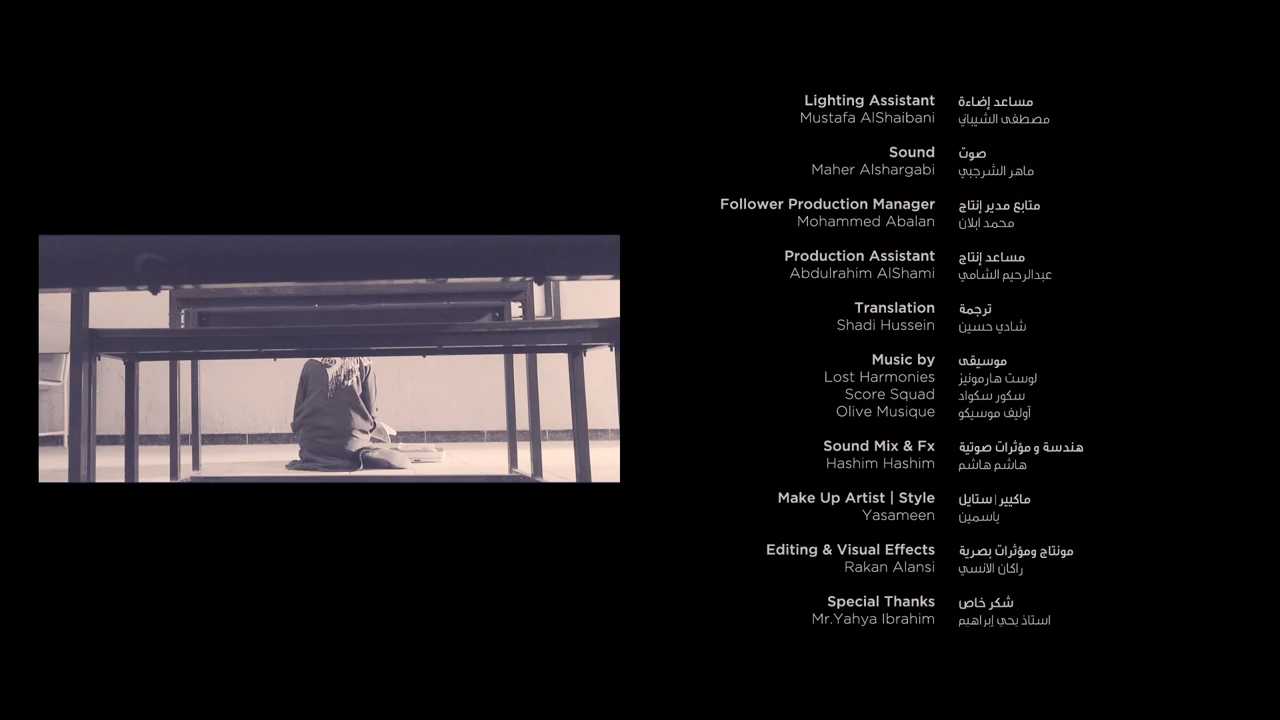 Lighting Assistant مساعد إضاءة
Mustafa AlShaibani مصطفى الشيباني
Sound صوت
Maher Alshargabi ماهر الشرجبي
Follower Production Manager متابع مدير إنتاج
Mohammed Abalan محمد ابلان
Production Assistant مساعد إنتاج
Abdulrahim AlShami عبدالرحيم الشامي
Translation ترجمة
Shadi Hussein شادي حسين
Music by موسيقى
Lost Harmonies لوست هارمونيز
Score Squad سكور سكواد
Olive Musique أوليف موسيكو
Sound Mix & Fx هندسة و مؤثرات صوتية
Hashim Hashim هاشم هاشم
Make Up Artist | Style ماكيير | ستايل
Yasameen ياسمين
Editing & Visual Effects مونتاج ومؤثرات بصرية
Rakan Alansi راكان الانسي
Special Thanks شكر خاص
Mr.Yahya Ibrahim استاذ يحي إبراهيم